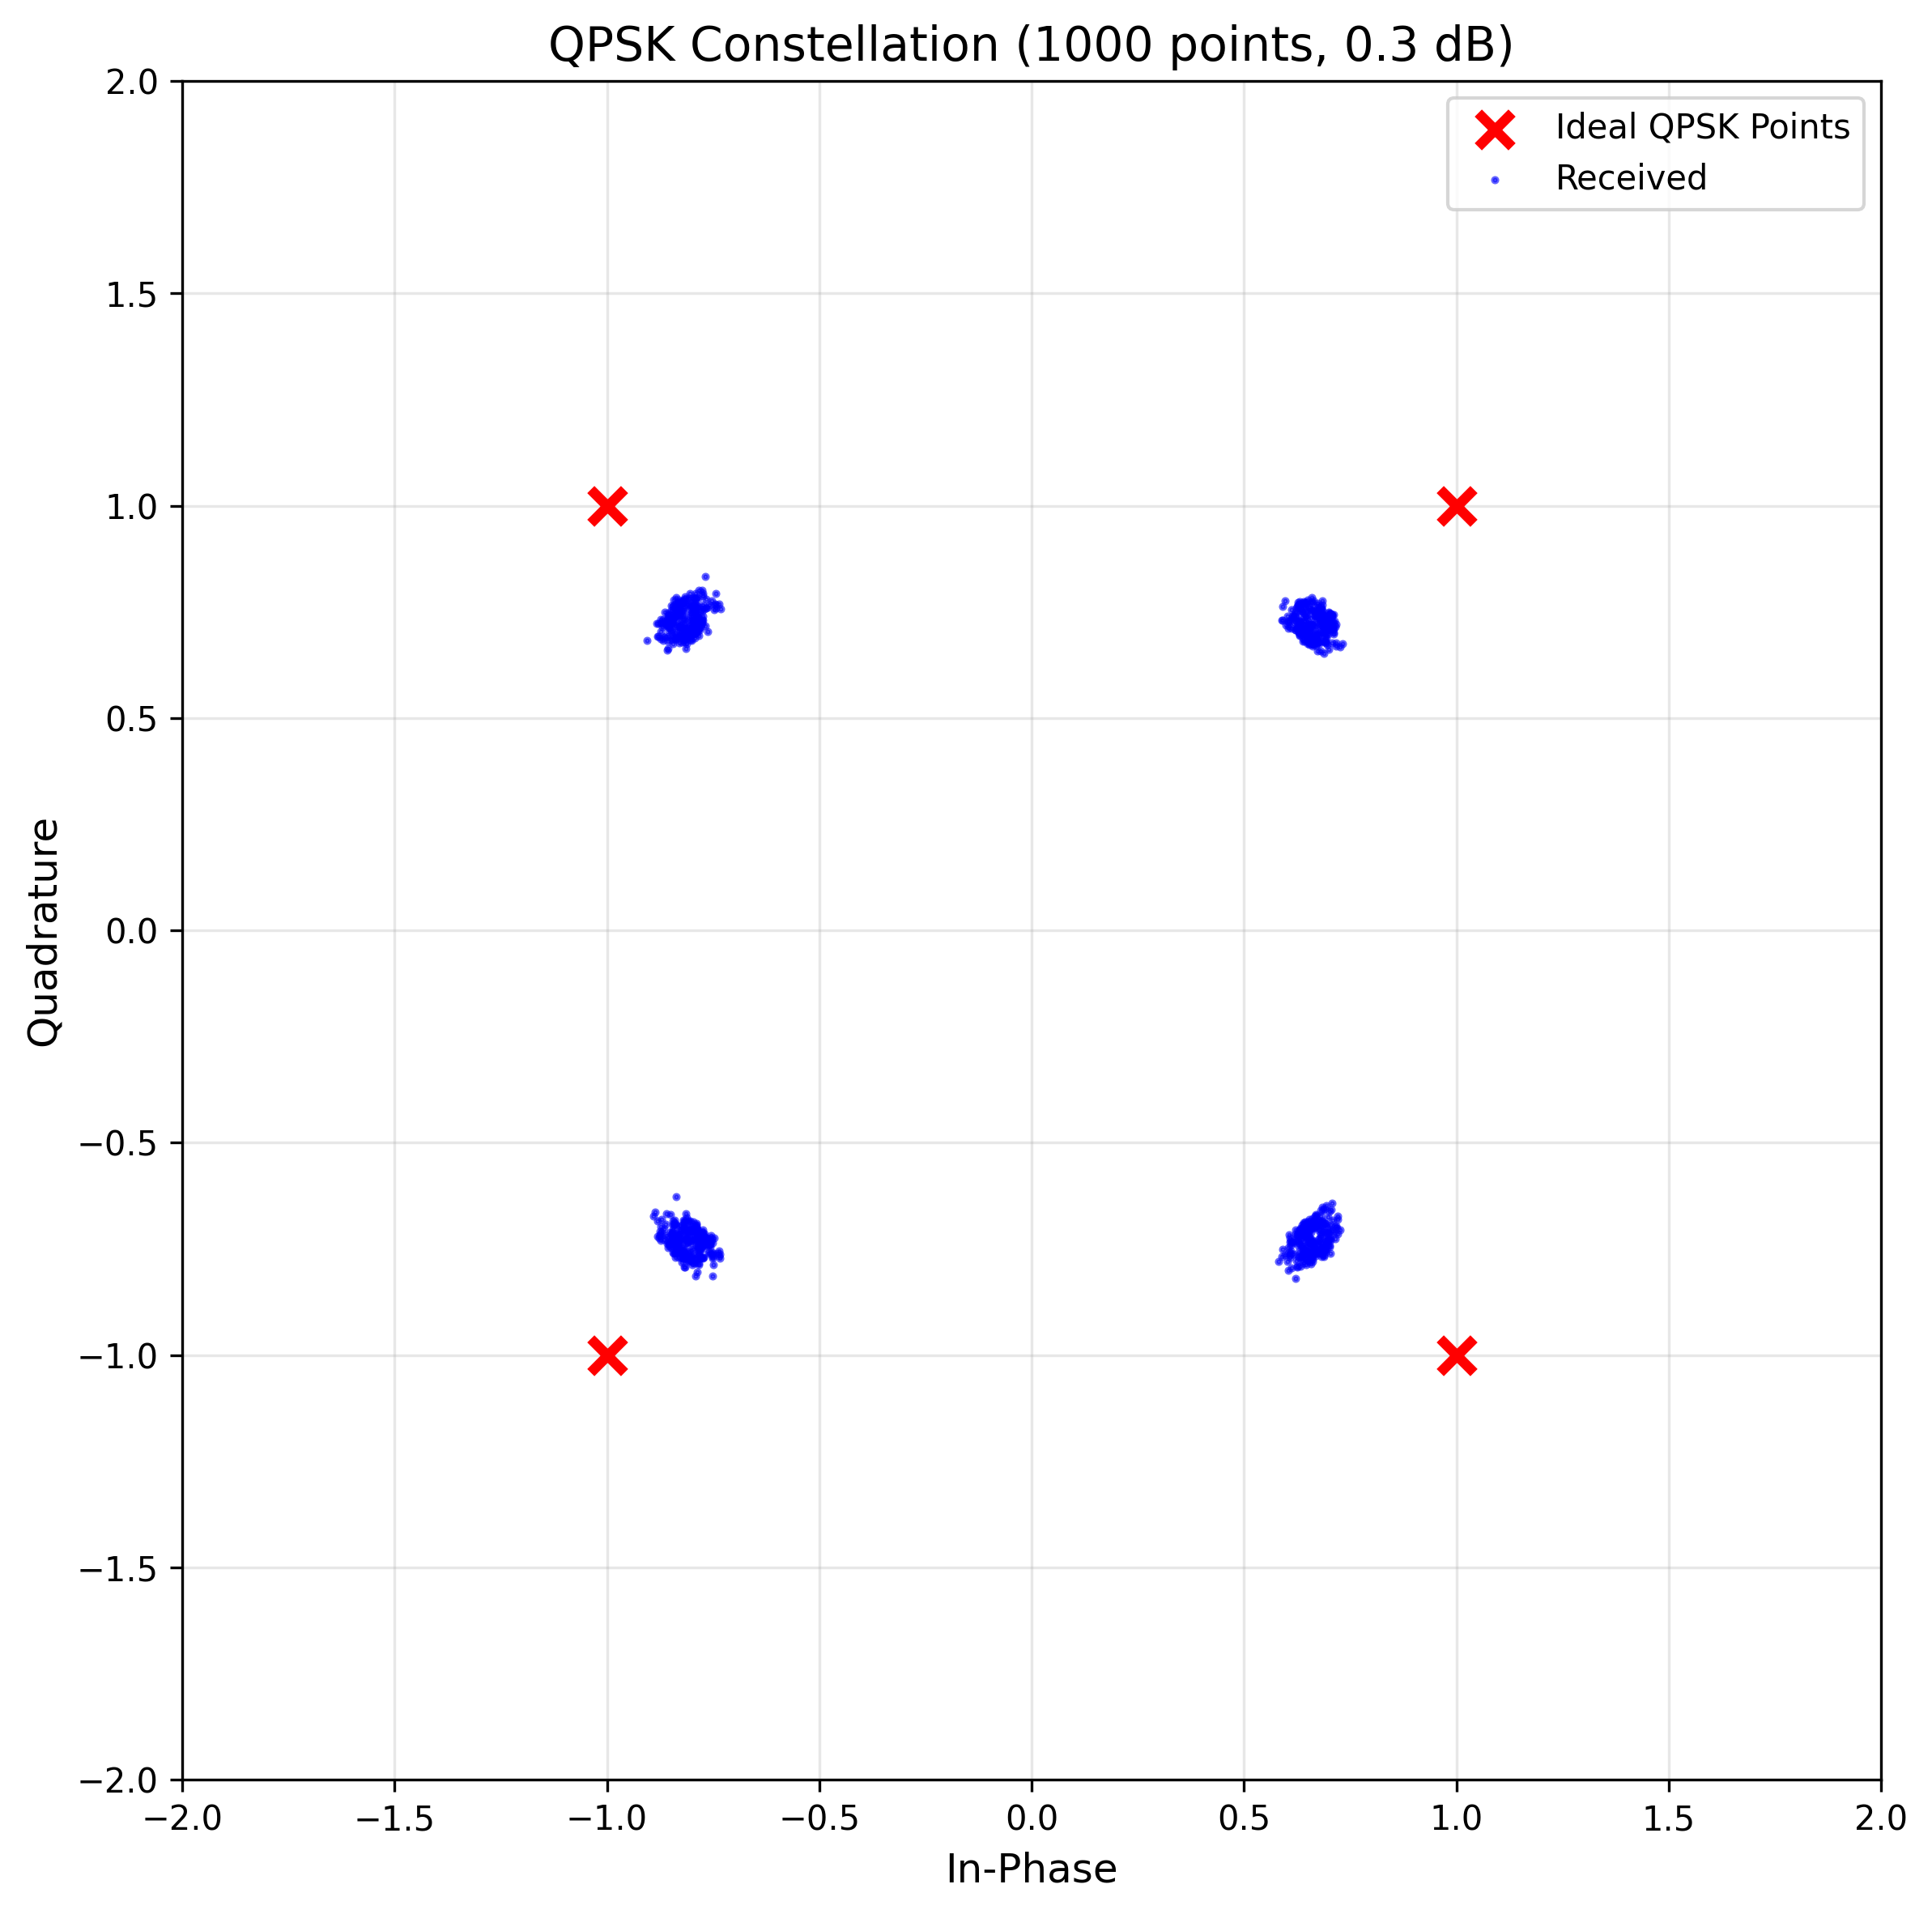 QPSK Constellation (1000 points, 0.3 dB)
Ideal QPSK Points
Received
2.0
1.5
1.0
0.5
0.0
−0.5
−1.0
−1.5
−2.0
Quadrature
−2.0 −1.5 −1.0 −0.5 0.0 0.5 1.0 1.5 2.0
In-Phase